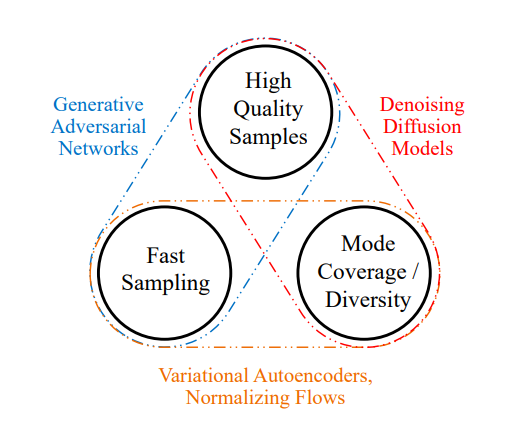 High
Quality
Samples
Generative
Adversarial
Networks
Denoising
Diffusion
Models
Fast
Sampling
Mode
Coverage /
Diversity
Variational Autoencoders,
Normalizing Flows